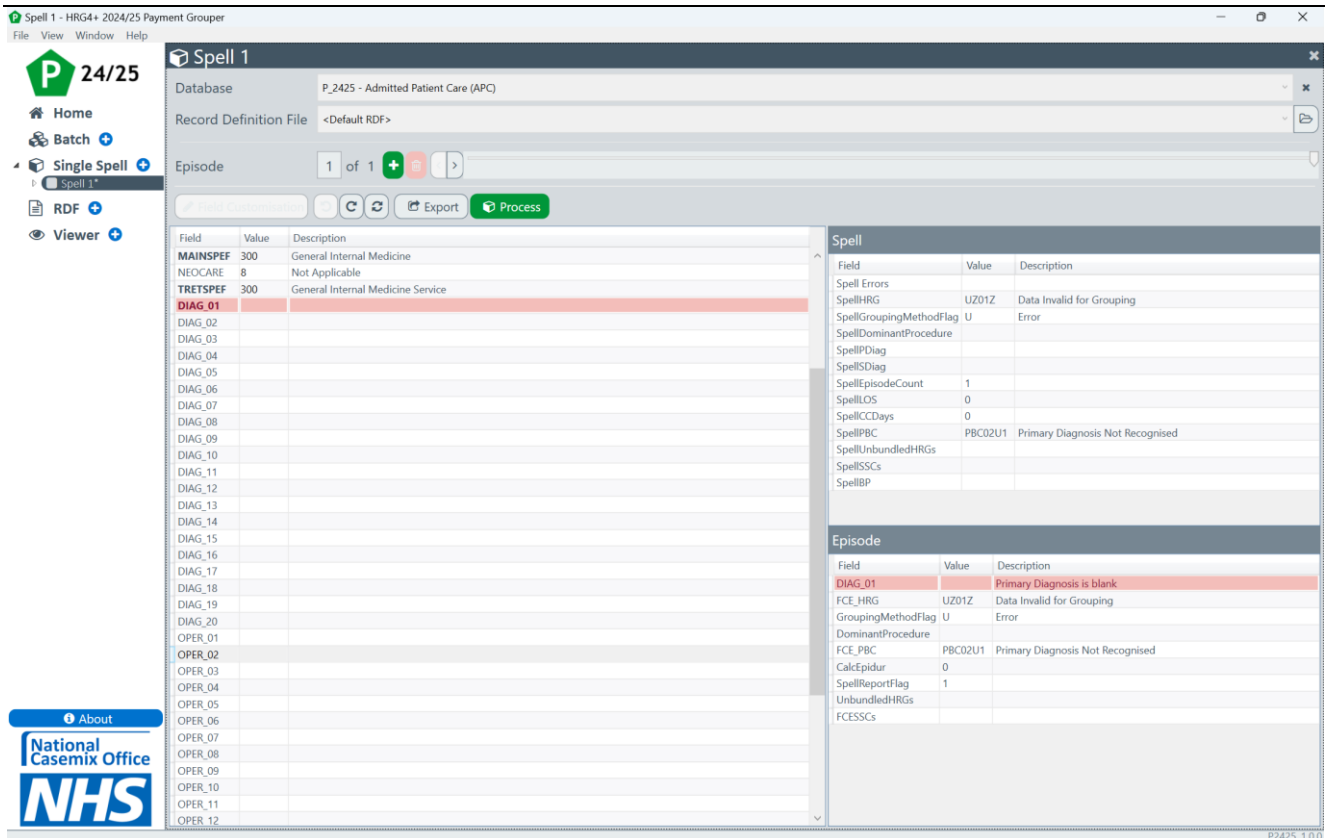 Spell 1 - HRG4+ 2024/25 Payment Grouper
File View Window Help
P 24/25
Home
Batch
Single Spell
Spell 1*
RDF
Viewer
About
National
Casemix Office
NHS
Spell 1
Database P_2425 - Admitted Patient Care (APC)
Record Definition File <Default RDF>
Episode 1 of 1
Field Customisation Export Process
Field Value Description
MAINSPEF 300 General Internal Medicine
NEOCARE 8 Not Applicable
TRETSPEF 300 General Internal Medicine Service
DIAG_01
DIAG_02
DIAG_03
DIAG_04
DIAG_05
DIAG_06
DIAG_07
DIAG_08
DIAG_09
DIAG_10
DIAG_11
DIAG_12
DIAG_13
DIAG_14
DIAG_15
DIAG_16
DIAG_17
DIAG_18
DIAG_19
DIAG_20
OPER_01
OPER_02
OPER_03
OPER_04
OPER_05
OPER_06
OPER_07
OPER_08
OPER_09
OPER_10
OPER_11
OPER_12
Spell
Field Value Description
Spell Errors
SpellHRG UZ01Z Data Invalid for Grouping
SpellGroupingMethodFlag U Error
SpellDominantProcedure
SpellPDiag
SpellSDiag
SpellEpisodeCount 1
SpellLOS 0
SpellCCDays 0
SpellPBC PBC02U1 Primary Diagnosis Not Recognised
SpellUnbundledHRGs
SpellSSCs
SpellBP
Episode
Field Value Description
DIAG_01 Primary Diagnosis is blank
FCE_HRG UZ01Z Data Invalid for Grouping
GroupingMethodFlag U Error
DominantProcedure
FCE_PBC PBC02U1 Primary Diagnosis Not Recognised
CalcEpidur 0
SpellReportFlag 1
UnbundledHRGs
FCESSCs
P2425_1.0.0